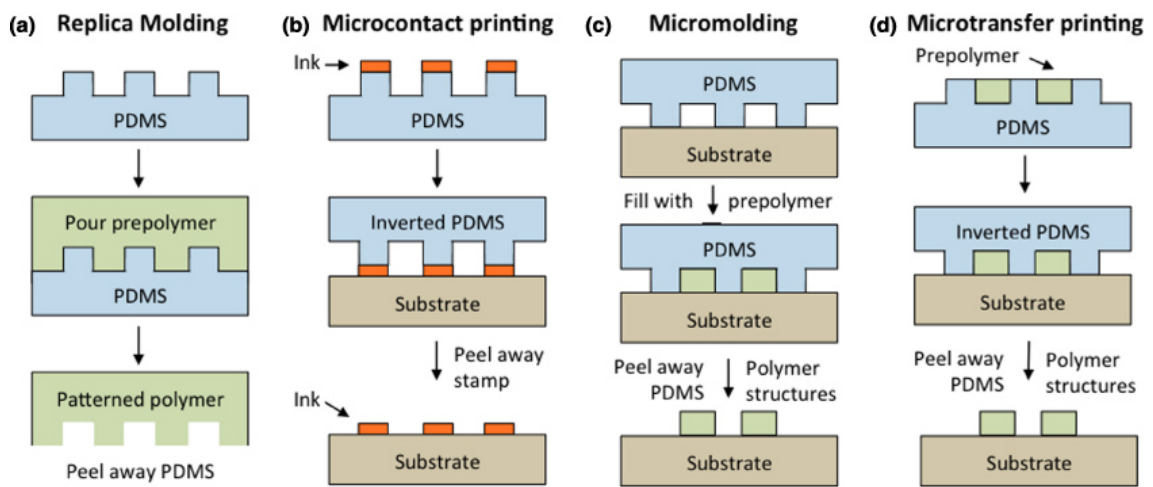 (a) Replica Molding
PDMS
Pour prepolymer
PDMS
Patterned polymer
Peel away PDMS
(b) Microcontact printing
Ink
PDMS
Inverted PDMS
Substrate
Peel away
stamp
Ink
Substrate
(c) Micromolding
PDMS
Substrate
Fill with prepolymer
PDMS
Substrate
Peel away
PDMS
Polymer
structures
Substrate
(d) Microtransfer printing
Prepolymer
PDMS
Inverted PDMS
Substrate
Peel away
PDMS
Polymer
structures
Substrate